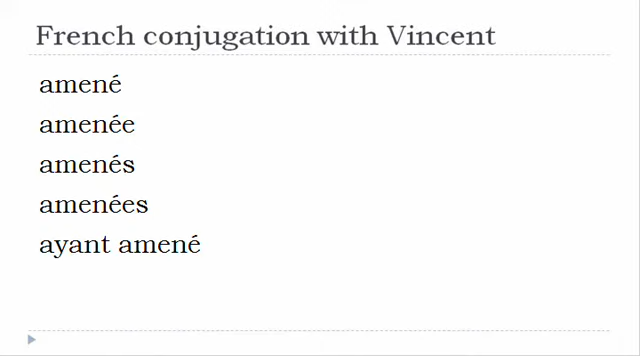 French conjugation with Vincent
amené
amenée
amenés
amenées
ayant amené